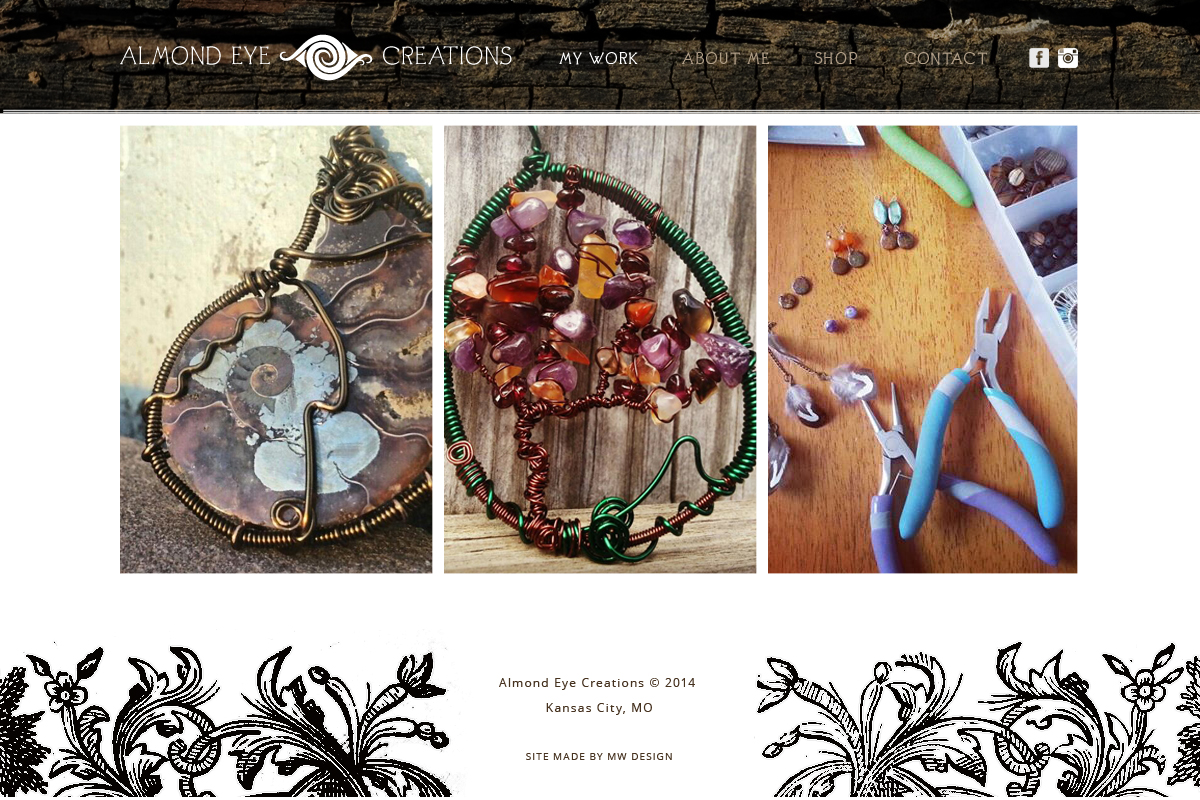 ALMOND EYE CREATIONS
MY WORK ABOUT ME SHOP CONTACT
Almond Eye Creations © 2014
Kansas City, MO
SITE MADE BY MW DESIGN